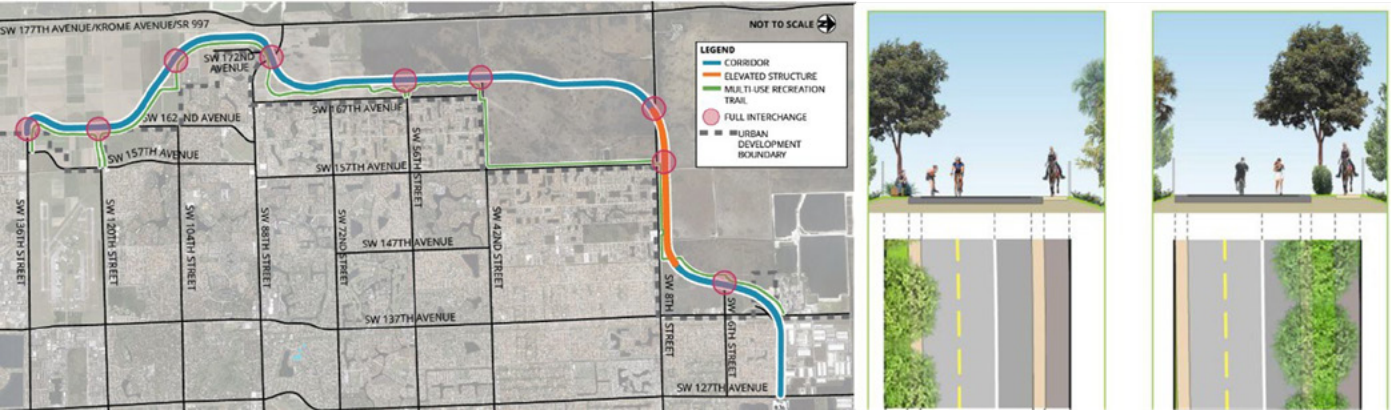 SW 177TH AVENUE/KROME AVENUE/SR 997
NOT TO SCALE
SW 172ND
AVENUE
LEGEND
CORRIDOR
ELEVATED STRUCTURE
MULTI-USE RECREATION
TRAIL
FULL INTERCHANGE
URBAN
DEVELOPMENT
BOUNDARY
SW 167TH AVENUE
SW 162 ND AVENUE
SW 157TH AVENUE
SW 157TH AVENUE
SW 56TH STREET
SW 136TH STREET
SW 120TH STREET
SW 104TH STREET
SW 88TH STREET
SW 72ND STREET
SW 147TH AVENUE
SW 42ND STREET
SW 8TH STREET
SW 6TH STREET
SW 137TH AVENUE
SW 127TH AVENUE